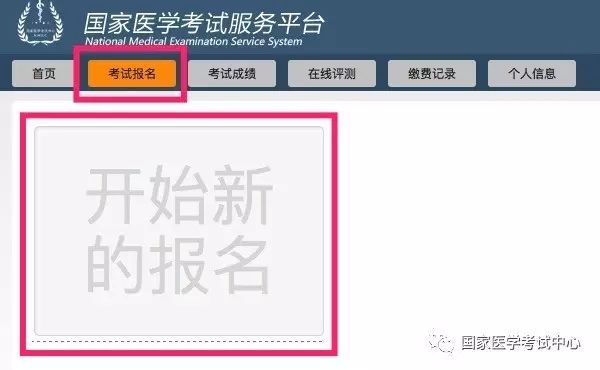 国家医学考试服务平台
National Medical Examination Service System
首页
考试报名
考试成绩
在线评测
缴费记录
个人信息
开始新
的报名
国家医学考试中心